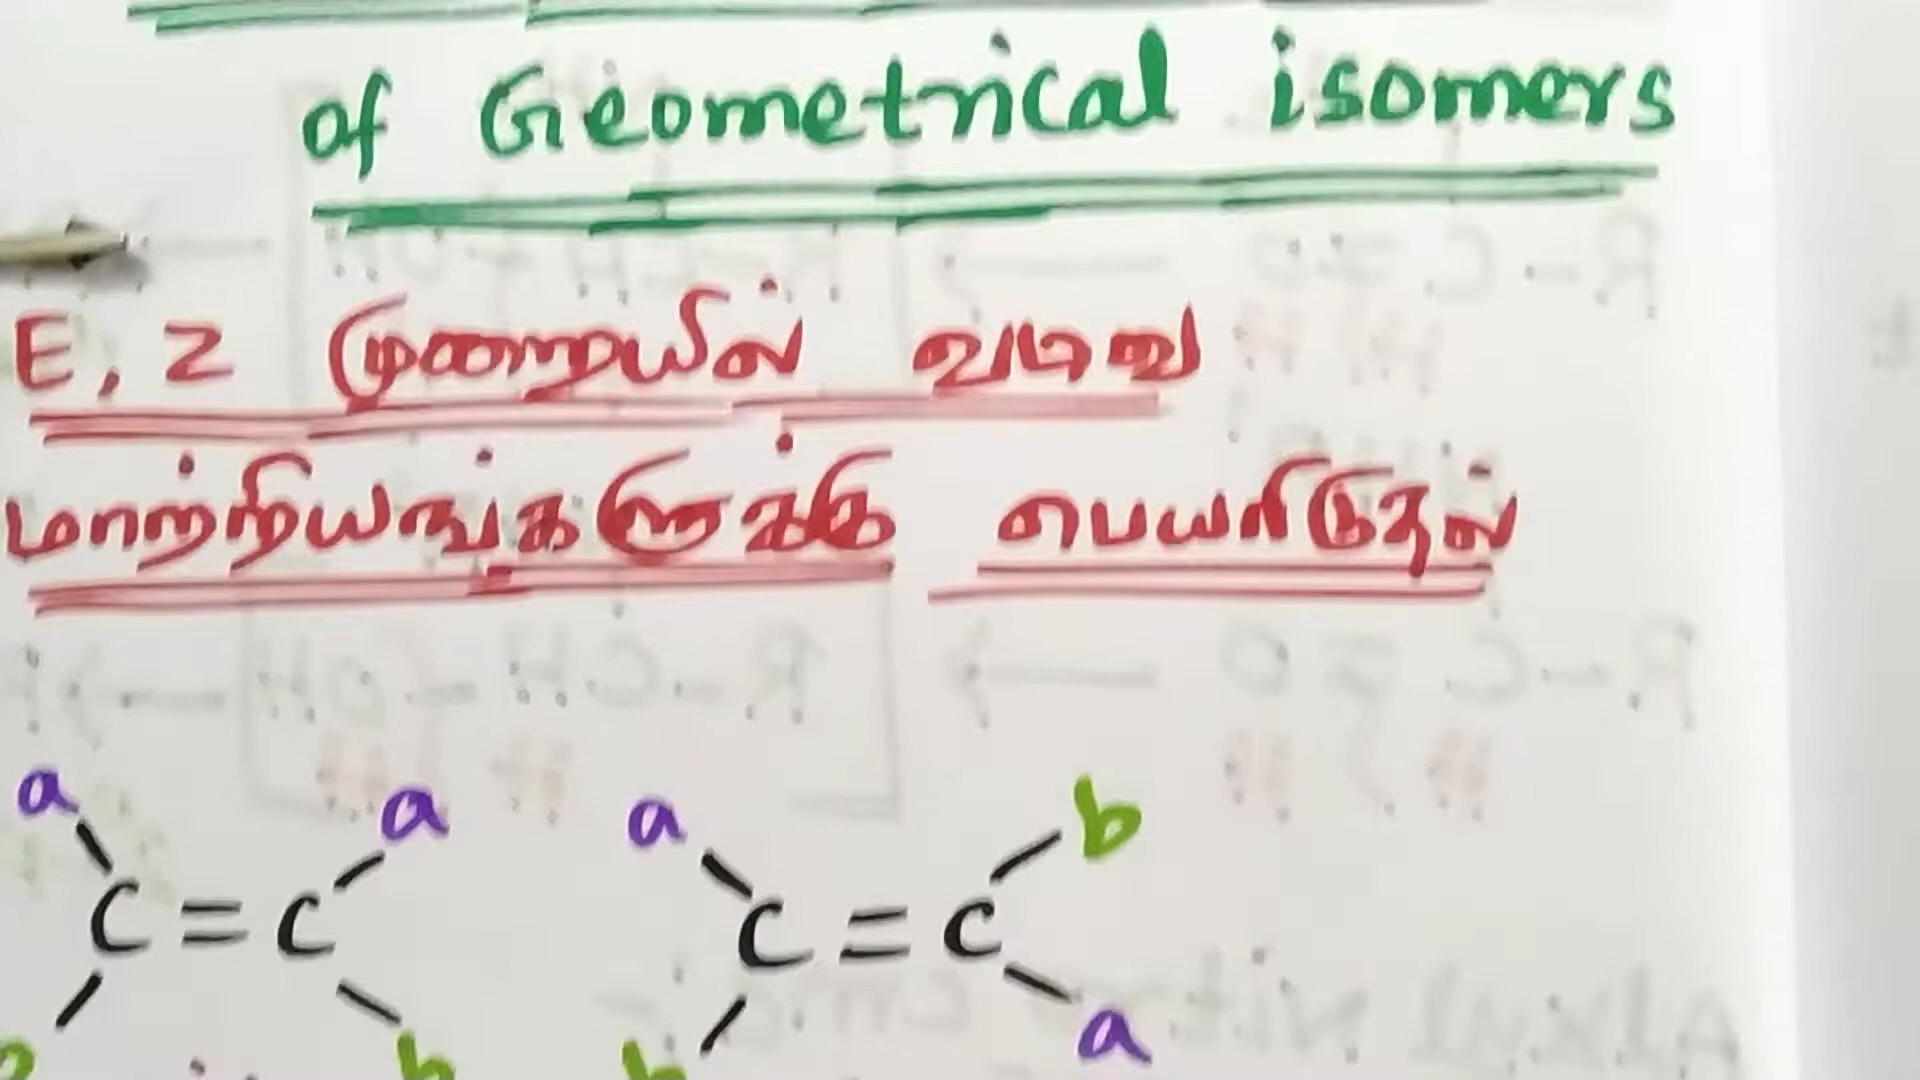 of Geometrical isomers
E, Z முறையில் வடிவ
மாற்றியங்களுக்கு பெயரிடுதல்
a a a b
C = C C = C
b b b a